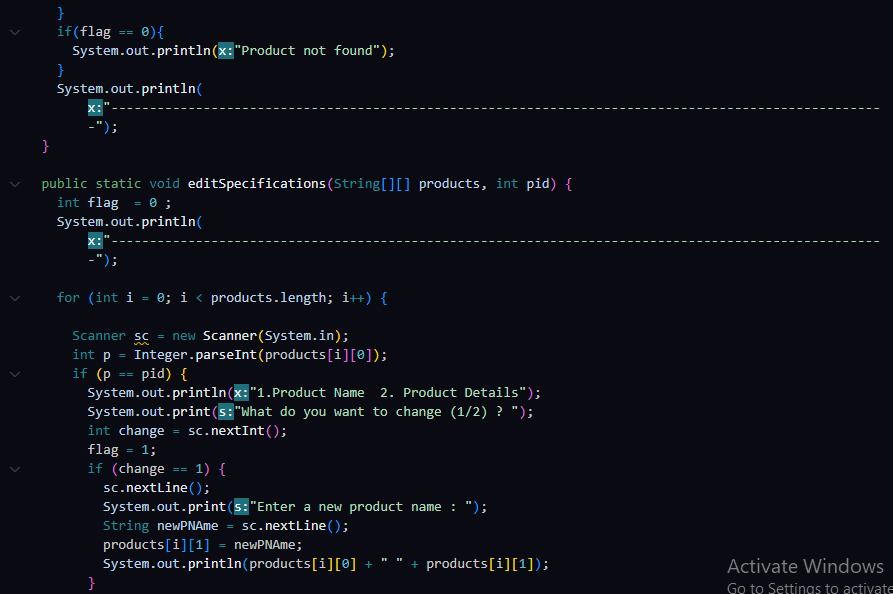 }
if(flag == 0){
System.out.println(x:"Product not found");
}
System.out.println(
x:"----------------------------------------------------------------------------------------------------
-");
}
public static void editSpecifications(String[][] products, int pid) {
int flag  = 0 ;
System.out.println(
x:"----------------------------------------------------------------------------------------------------
-");
for (int i = 0; i < products.length; i++) {
Scanner sc = new Scanner(System.in);
int p = Integer.parseInt(products[i][0]);
if (p == pid) {
System.out.println(x:"1.Product Name  2. Product Details");
System.out.print(s:"What do you want to change (1/2) ? ");
int change = sc.nextInt();
flag = 1;
if (change == 1) {
sc.nextLine();
System.out.print(s:"Enter a new product name : ");
String newPNAme = sc.nextLine();
products[i][1] = newPNAme;
System.out.println(products[i][0] + " " + products[i][1]);
}
Activate Windows
Go to Settings to activate